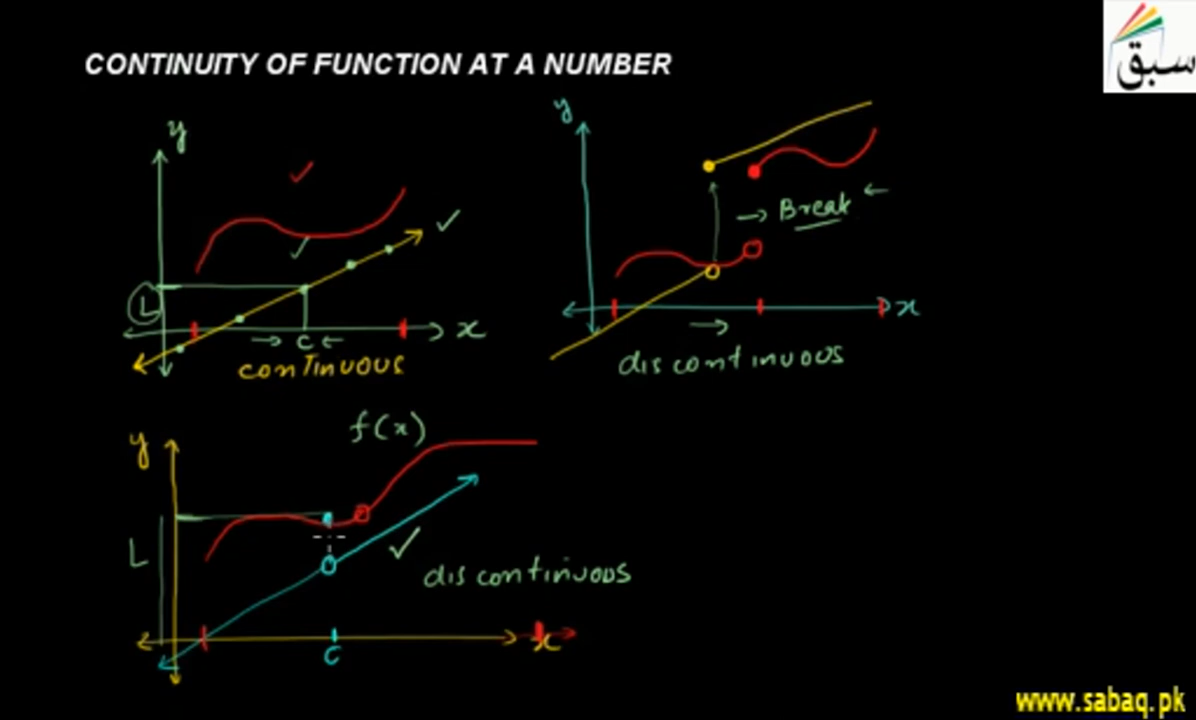 سبق
CONTINUITY OF FUNCTION AT A NUMBER
y
L
→ c ←
x
continuous
y
→ Break ←
x
→
discontinuous
y
f(x)
L
discontinuous
c
x
www.sabaq.pk